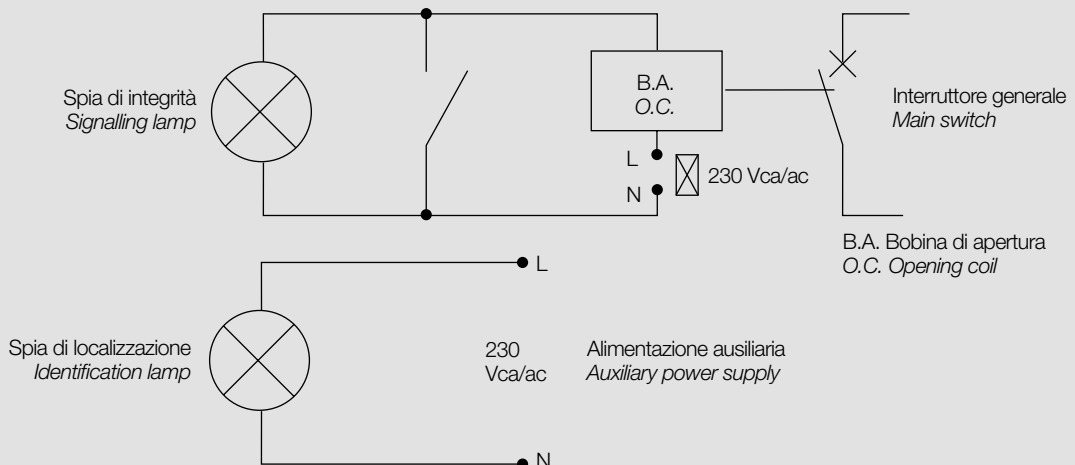 Spia di integrità
Signalling lamp
B.A.
O.C.
L
N
230 Vca/ac
Interruttore generale
Main switch
B.A. Bobina di apertura
O.C. Opening coil
L
Spia di localizzazione
Identification lamp
230
Vca/ac
Alimentazione ausiliaria
Auxiliary power supply
N